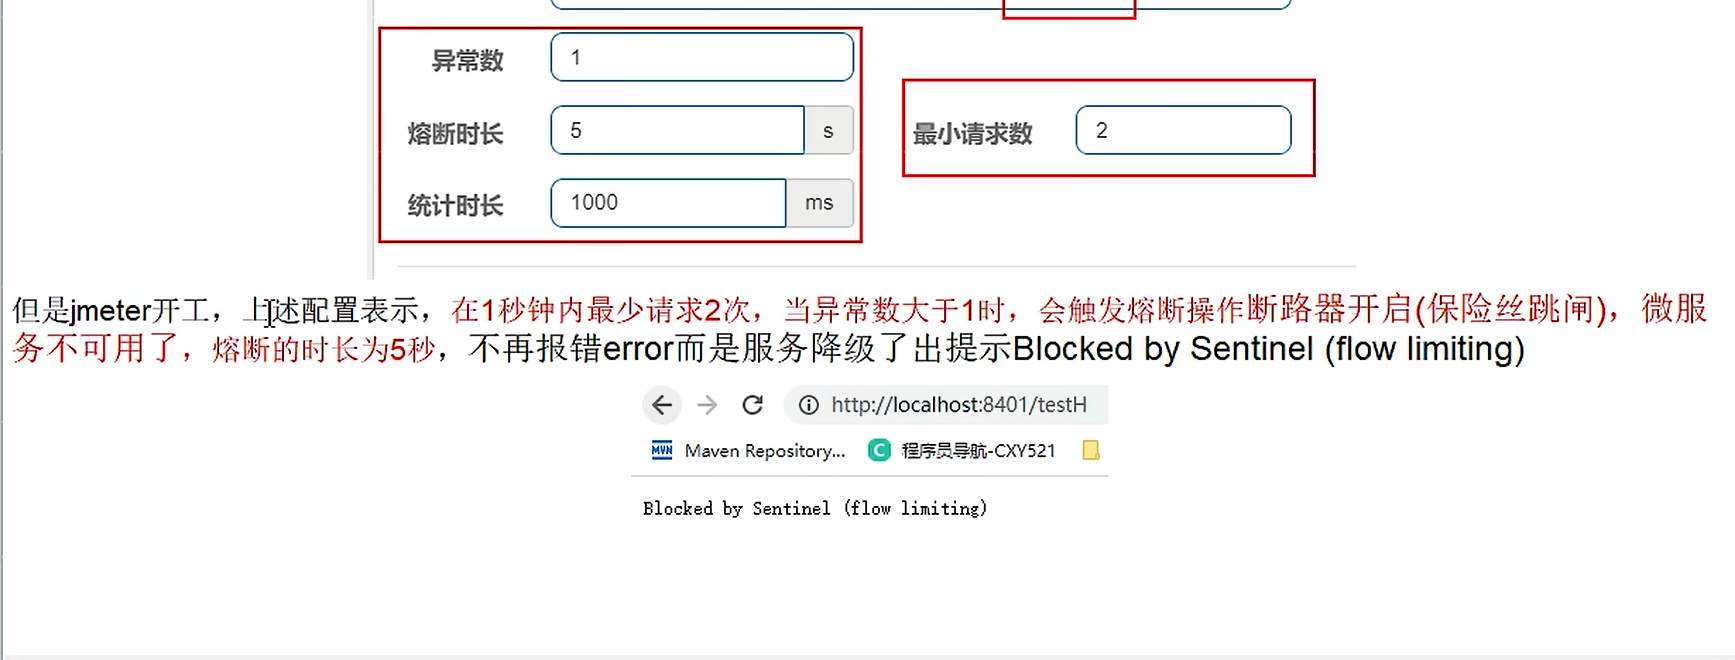 异常数 1
熔断时长 5 s
最小请求数 2
统计时长 1000 ms
但是jmeter开工，上述配置表示，在1秒钟内最少请求2次，当异常数大于1时，会触发熔断操作断路器开启(保险丝跳闸)，微服
务不可用了，熔断的时长为5秒，不再报错error而是服务降级了出提示Blocked by Sentinel (flow limiting)
http://localhost:8401/testH
Maven Repository... 程序员导航-CXY521
Blocked by Sentinel (flow limiting)